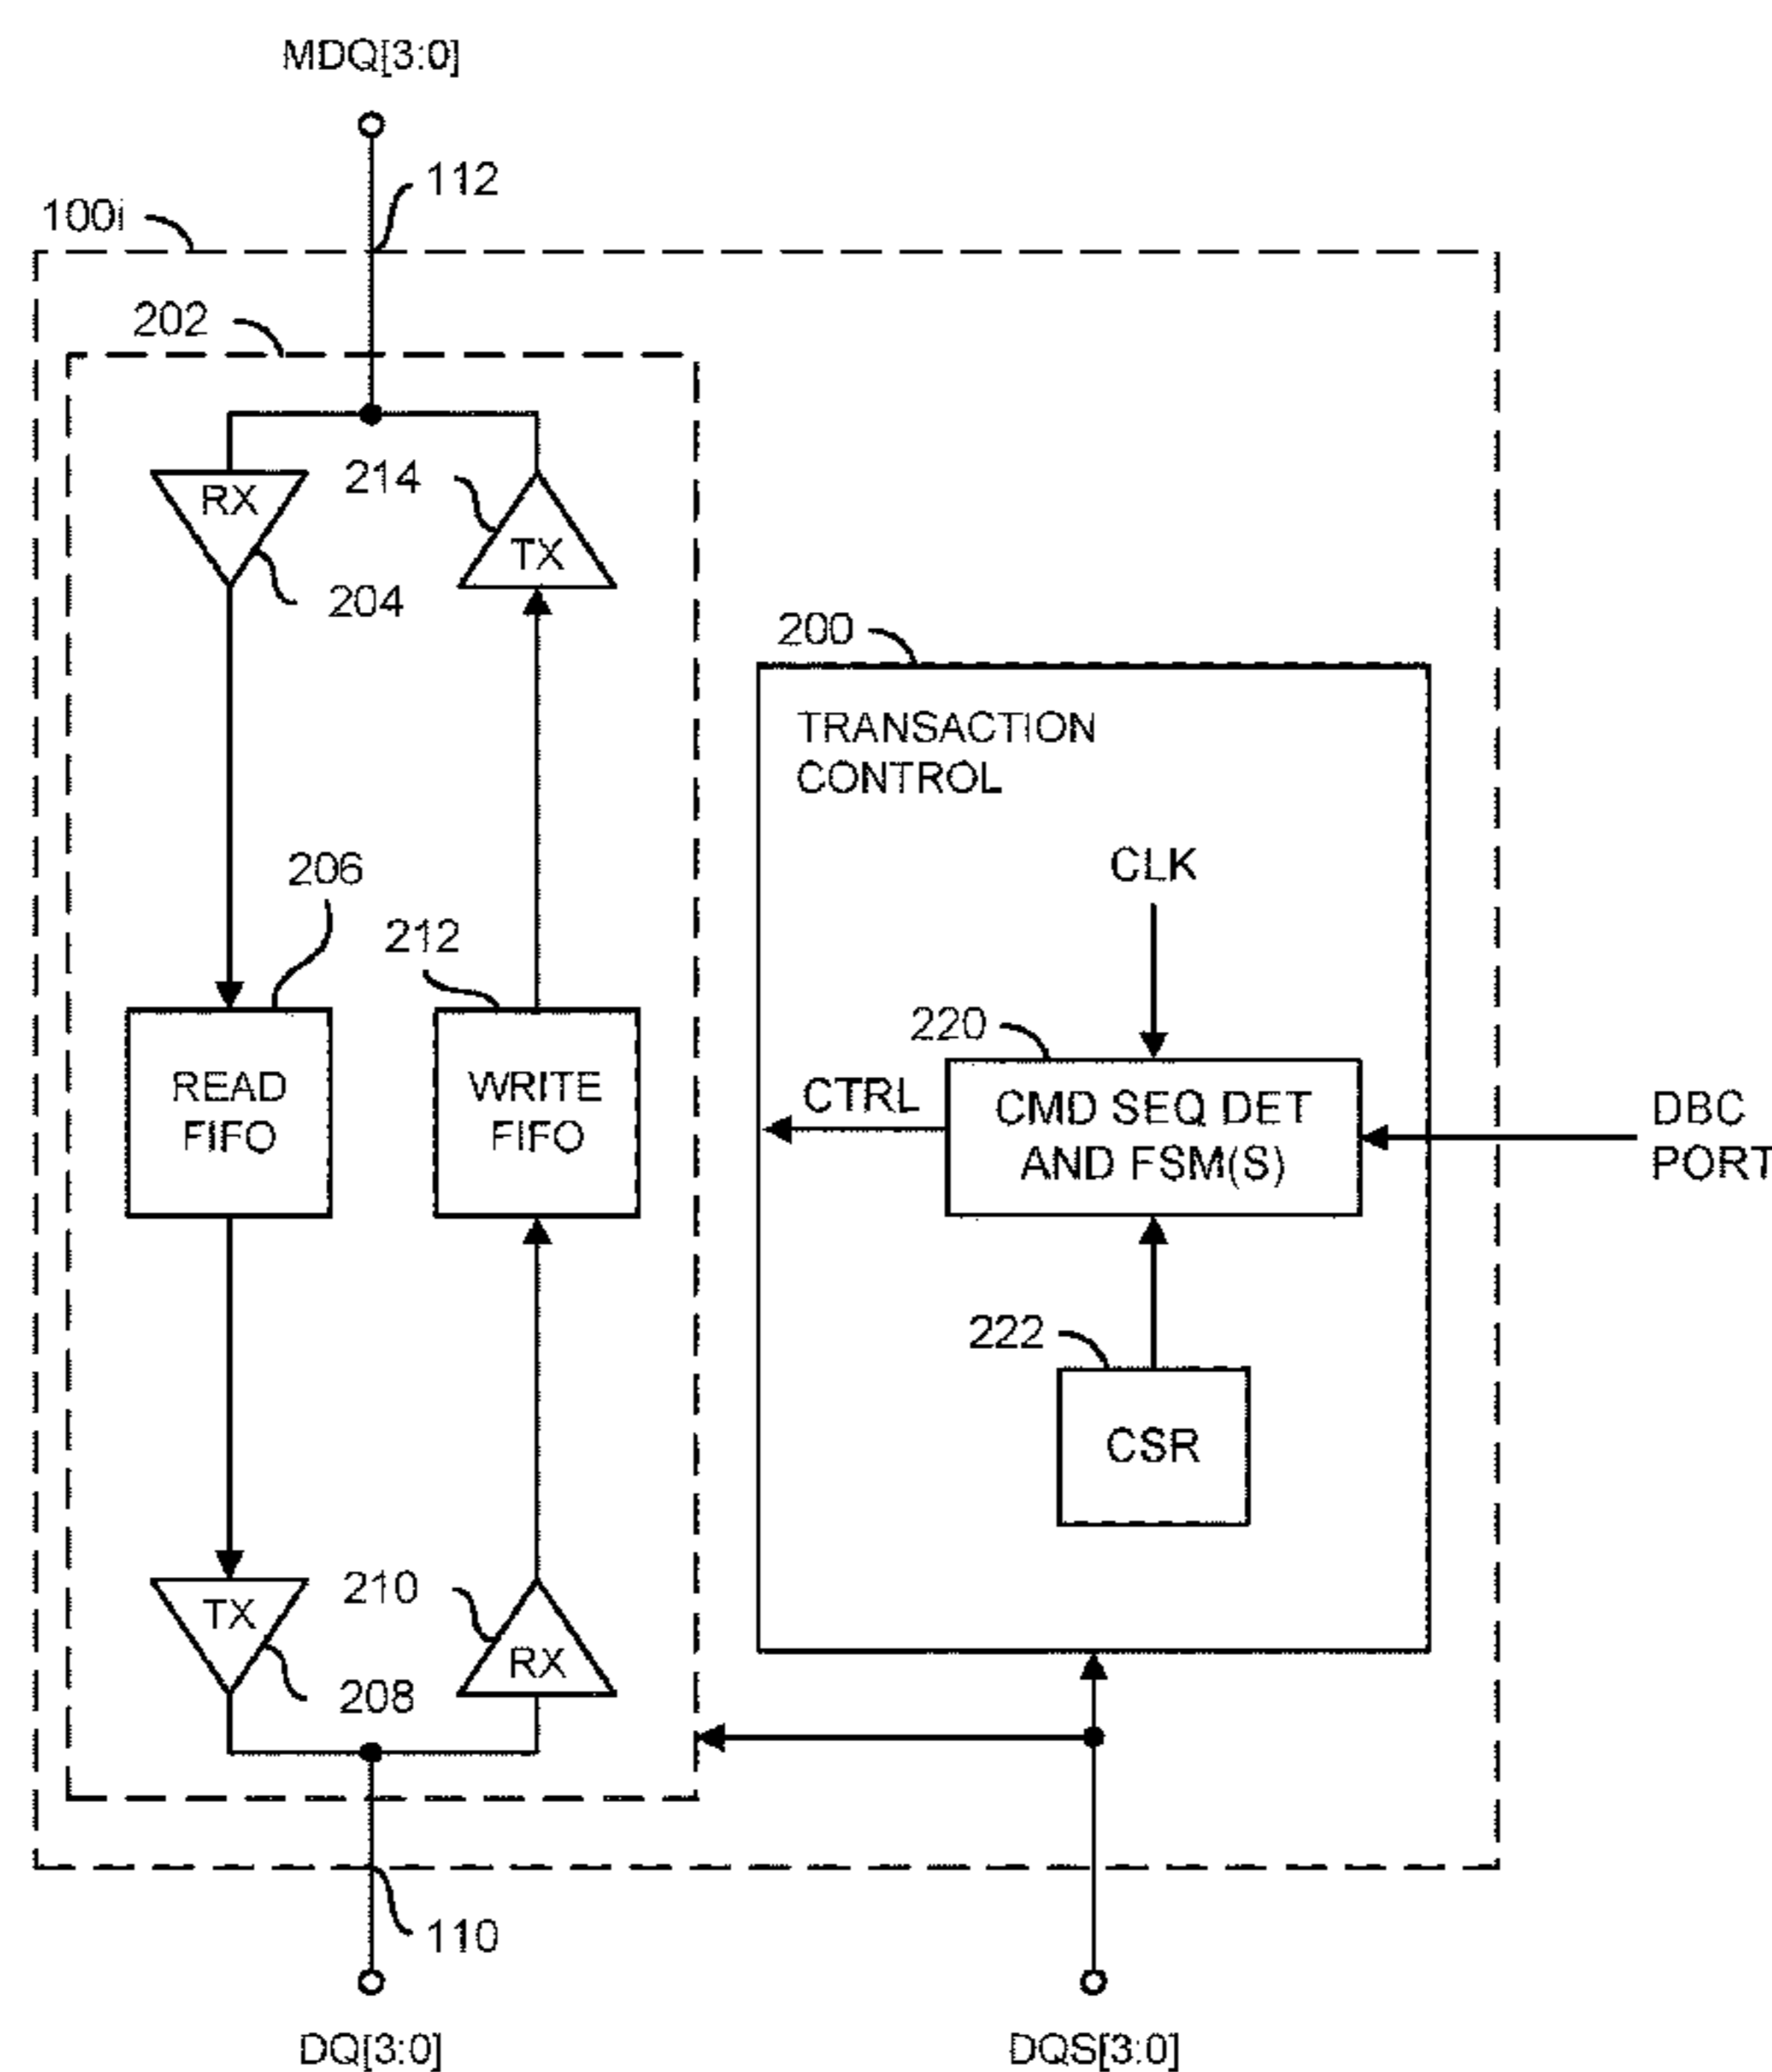 MDQ[3:0]
112
100i
202
RX
214
TX
204
200
TRANSACTION
CONTROL
CLK
206
212
220
READ
FIFO
WRITE
FIFO
CTRL
CMD SEQ DET
AND FSM(S)
DBC
PORT
222
CSR
TX
210
RX
208
110
DQ[3:0]
DQS[3:0]